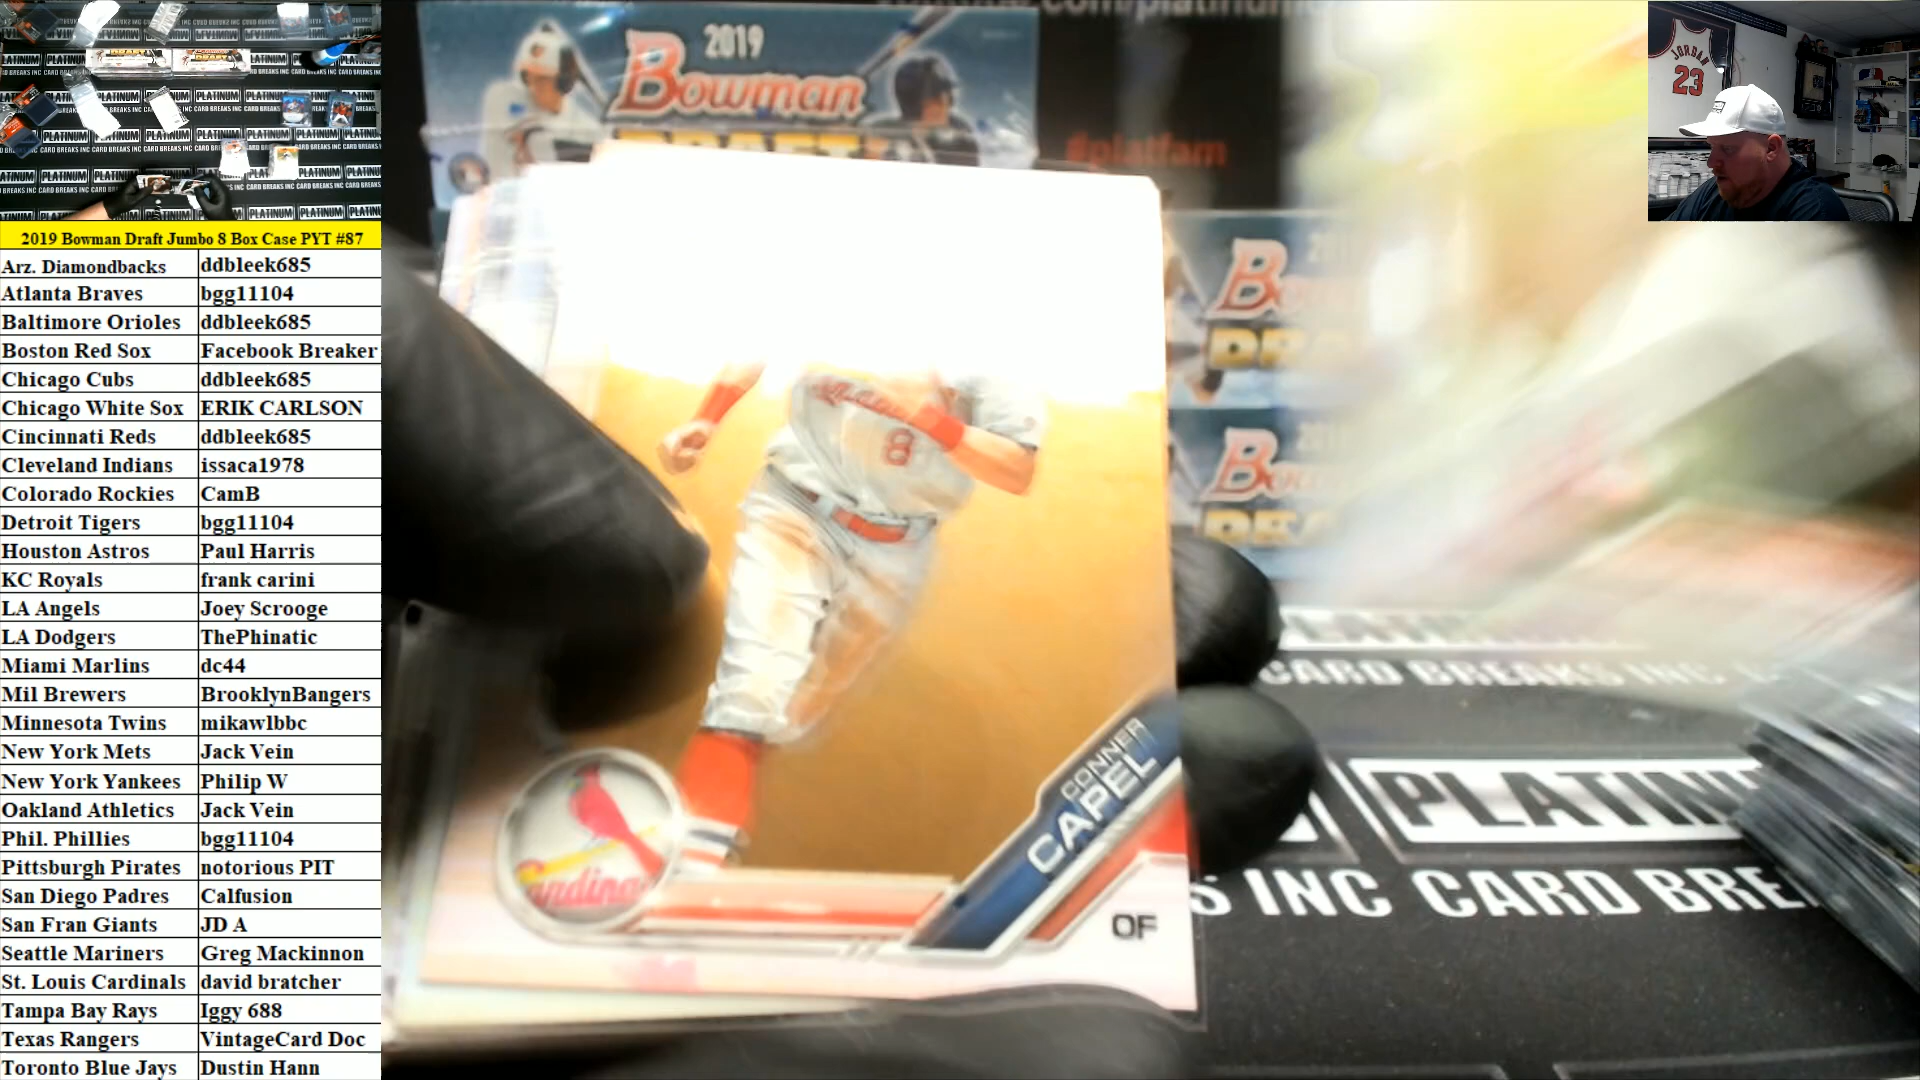 2019 Bowman Draft Jumbo 8 Box Case PYT #87
Arz. Diamondbacks ddbleek685
Atlanta Braves bgg11104
Baltimore Orioles ddbleek685
Boston Red Sox Facebook Breaker
Chicago Cubs ddbleek685
Chicago White Sox ERIK CARLSON
Cincinnati Reds ddbleek685
Cleveland Indians issaca1978
Colorado Rockies CamB
Detroit Tigers bgg11104
Houston Astros Paul Harris
KC Royals frank carini
LA Angels Joey Scrooge
LA Dodgers ThePhinatic
Miami Marlins dc44
Mil Brewers BrooklynBangers
Minnesota Twins mikawlbbc
New York Mets Jack Vein
New York Yankees Philip W
Oakland Athletics Jack Vein
Phil. Phillies bgg11104
Pittsburgh Pirates notorious PIT
San Diego Padres Calfusion
San Fran Giants JD A
Seattle Mariners Greg Mackinnon
St. Louis Cardinals david bratcher
Tampa Bay Rays Iggy 688
Texas Rangers VintageCard Doc
Toronto Blue Jays Dustin Hann
2019
Bowman
DRAFT
#platfam
8
CONNER
CAPEL
OF
Cardinals
CARD BREAKS INC
PLATINUM
S INC CARD BREA
JORDAN
23